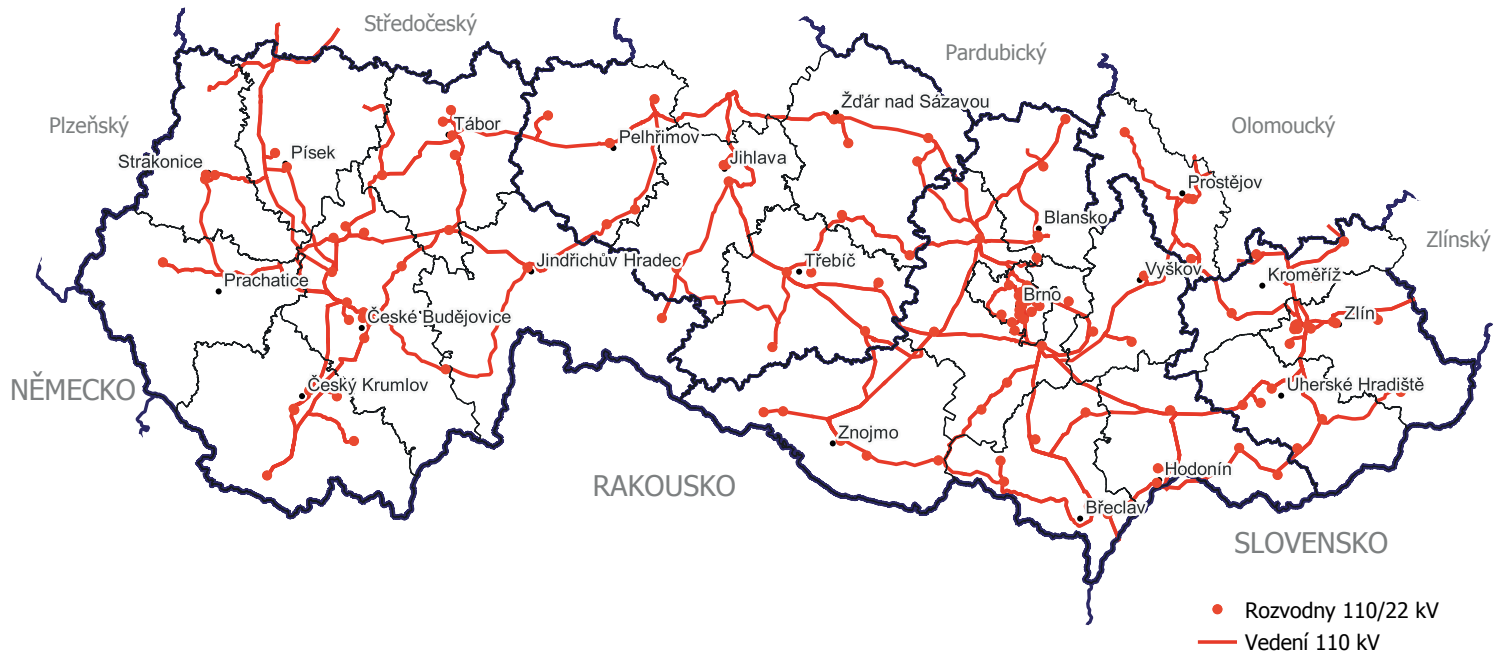 Středočeský
Pardubický
Plzeňský
Žďár nad Sázavou
Olomoucký
Tábor
Písek
Pelhřimov
Strakonice
Jihlava
Prostějov
Blansko
Zlínský
Jindřichův Hradec
Třebíč
Vyškov
Kroměříž
Prachatice
Brno
České Budějovice
Zlín
NĚMECKO
Český Krumlov
Uherské Hradiště
Znojmo
Hodonín
RAKOUSKO
Břeclav
SLOVENSKO
Rozvodny 110/22 kV
Vedení 110 kV